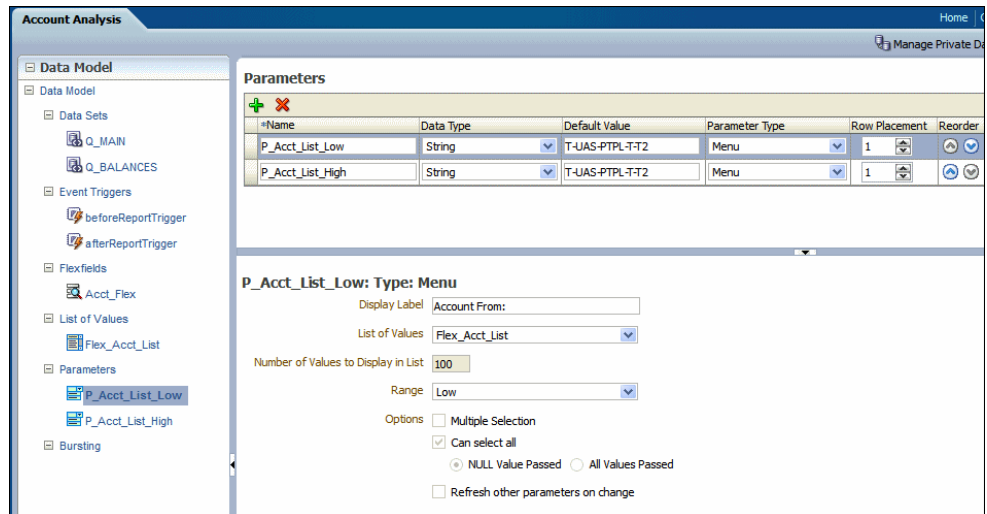 Account Analysis
Home
Manage Private Da
Data Model
Data Model
Data Sets
Q_MAIN
Q_BALANCES
Event Triggers
beforeReportTrigger
afterReportTrigger
Flexfields
Acct_Flex
List of Values
Flex_Acct_List
Parameters
P_Acct_List_Low
P_Acct_List_High
Bursting
Parameters
*Name Data Type Default Value Parameter Type Row Placement Reorder
P_Acct_List_Low String T-UAS-PTPL-T-T2 Menu 1
P_Acct_List_High String T-UAS-PTPL-T-T2 Menu 1
P_Acct_List_Low: Type: Menu
Display Label Account From:
List of Values Flex_Acct_List
Number of Values to Display in List 100
Range Low
Options Multiple Selection
Can select all
NULL Value Passed All Values Passed
Refresh other parameters on change